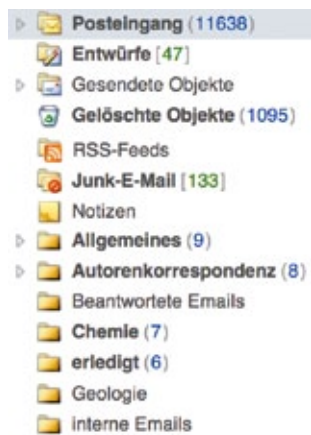 Posteingang (11638)
Entwürfe [47]
Gesendete Objekte
Gelöschte Objekte (1095)
RSS-Feeds
Junk-E-Mail [133]
Notizen
Allgemeines (9)
Autorenkorrespondenz (8)
Beantwortete Emails
Chemie (7)
erledigt (6)
Geologie
interne Emails